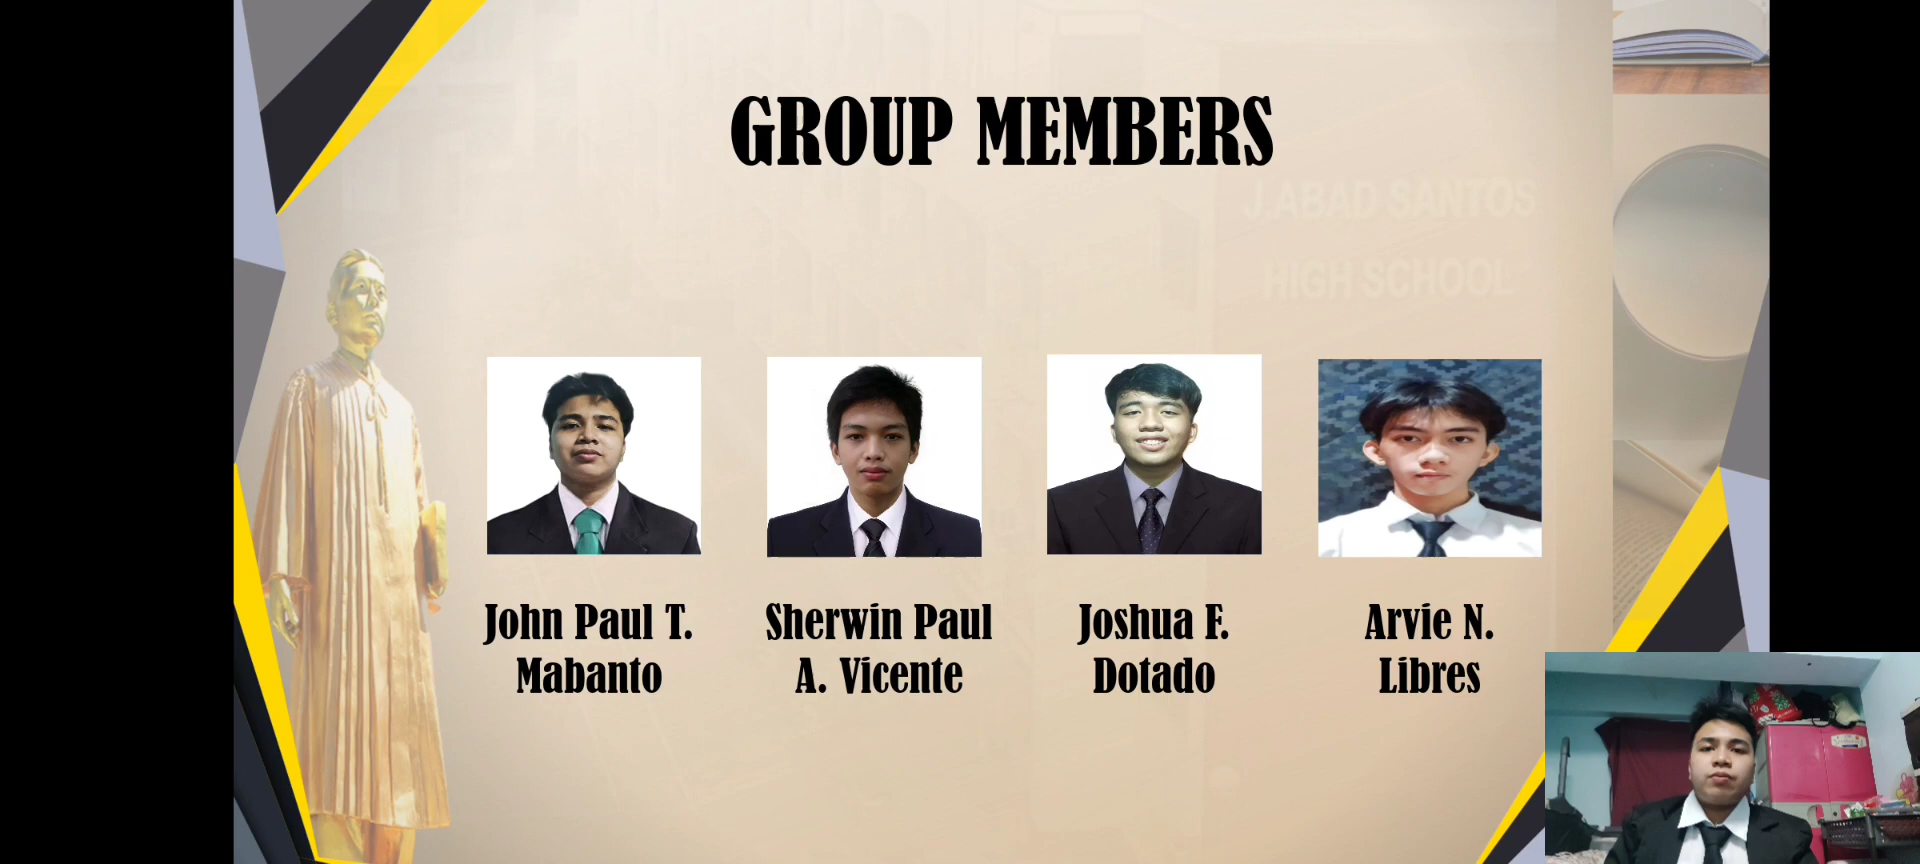 GROUP MEMBERS
J.ABAD SANTOS
HIGH SCHOOL
John Paul T.
Mabanto
Sherwin Paul
A. Vicente
Joshua F.
Dotado
Arvie N.
Libres